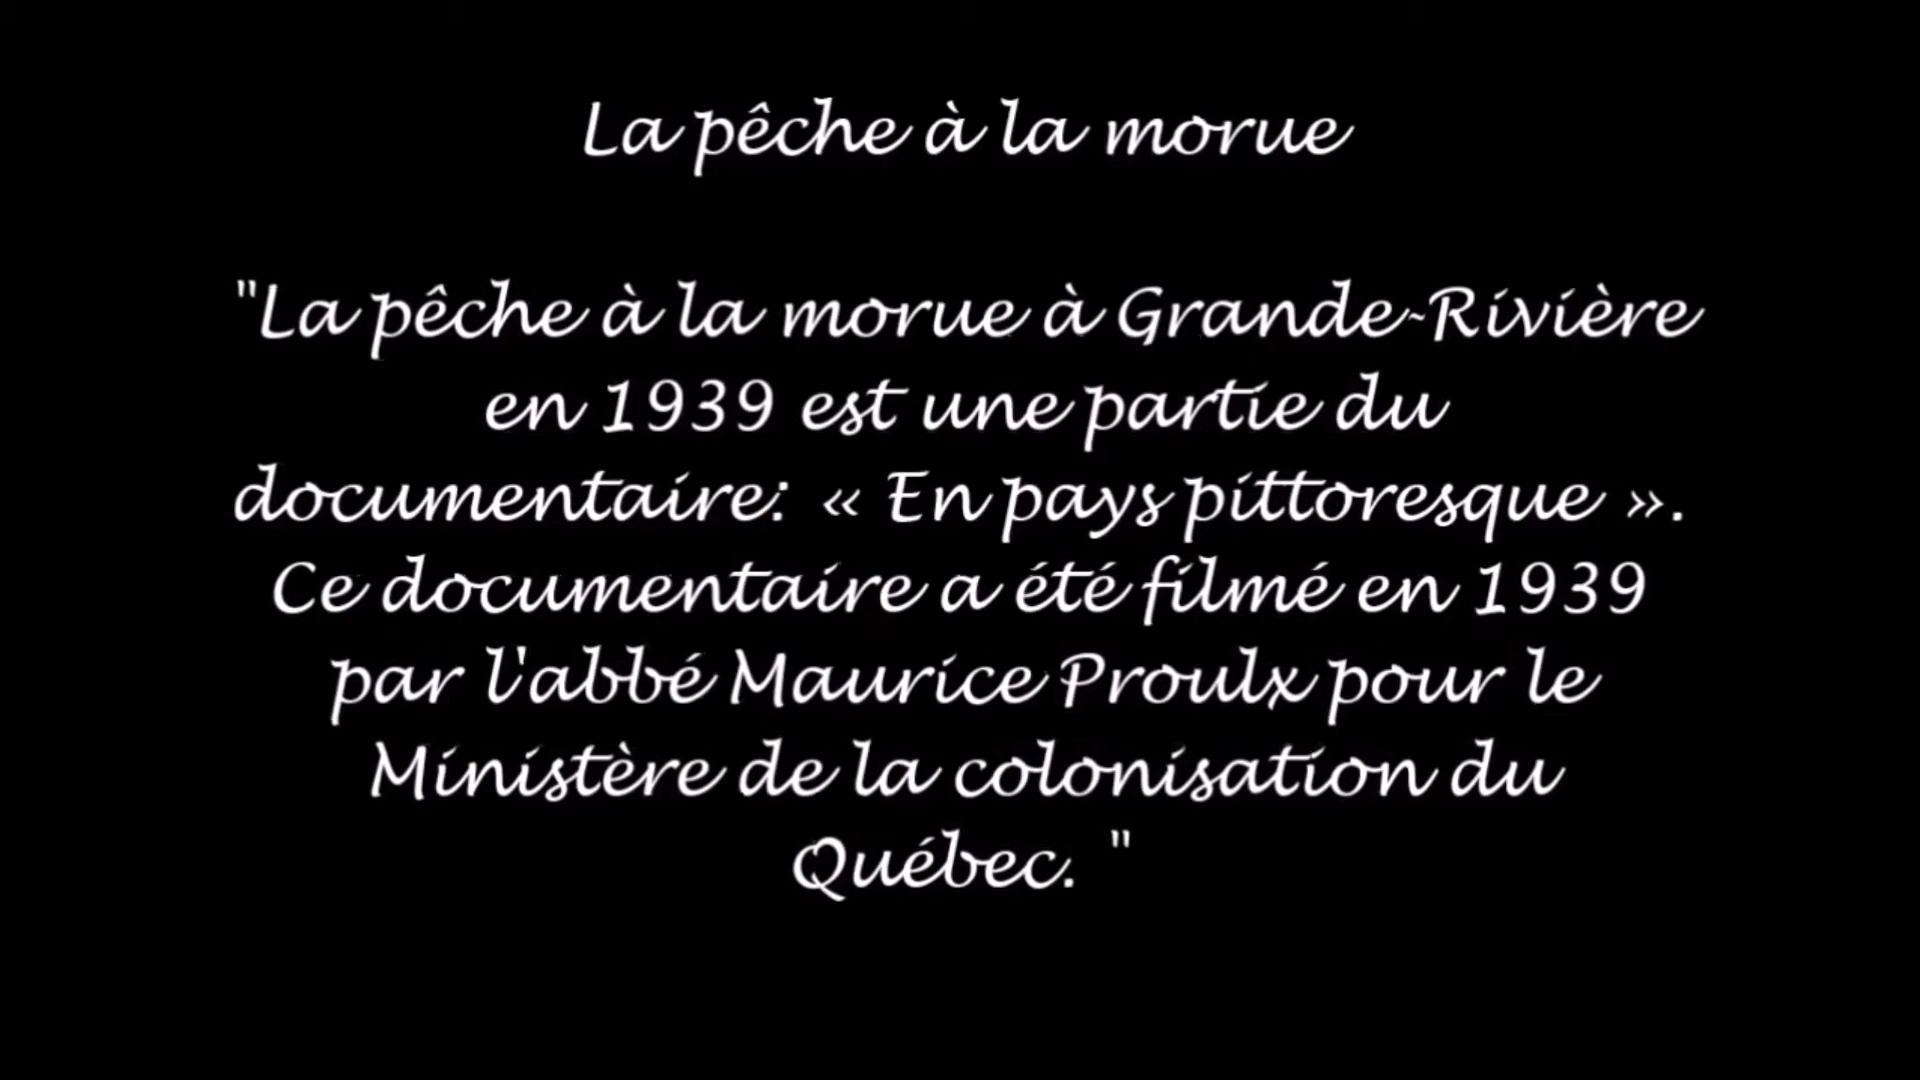 La pêche à la morue
"La pêche à la morue à Grande-Rivière
en 1939 est une partie du
documentaire: « En pays pittoresque ».
Ce documentaire a été filmé en 1939
par l'abbé Maurice Proulx pour le
Ministère de la colonisation du
Québec. "